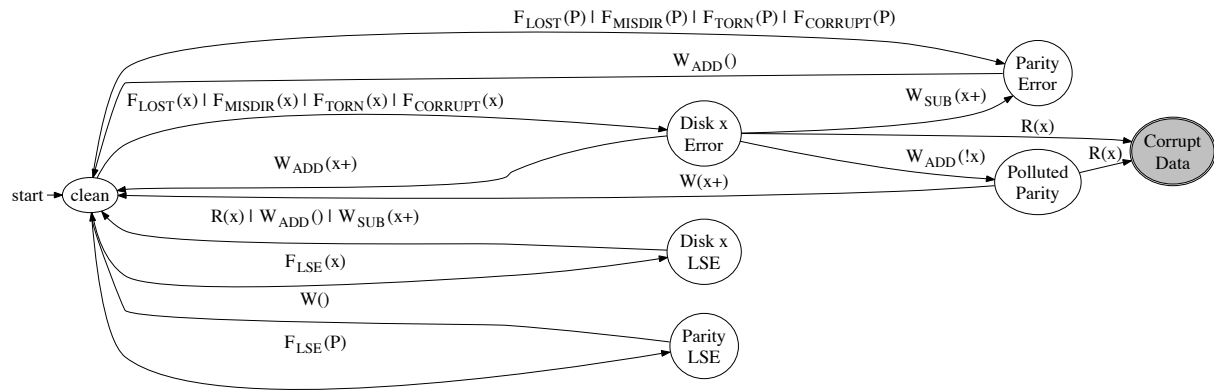 F_LOST(P) | F_MISDIR(P) | F_TORN(P) | F_CORRUPT(P)
W_ADD()
Parity
Error
F_LOST(x) | F_MISDIR(x) | F_TORN(x) | F_CORRUPT(x)
W_SUB(x+)
Disk x
Error
R(x)
Corrupt
Data
W_ADD(x+)
W_ADD(!x)
R(x)
Polluted
Parity
W(x+)
start
clean
R(x) | W_ADD() | W_SUB(x+)
Disk x
LSE
F_LSE(x)
W()
Parity
LSE
F_LSE(P)